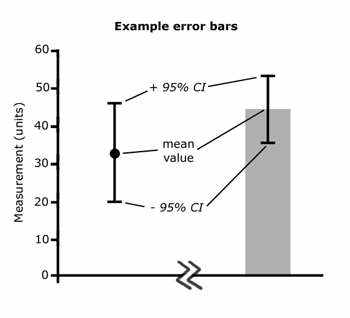 Example error bars
Measurement (units)
60
50
40
30
20
10
0
+ 95% CI
mean
value
- 95% CI